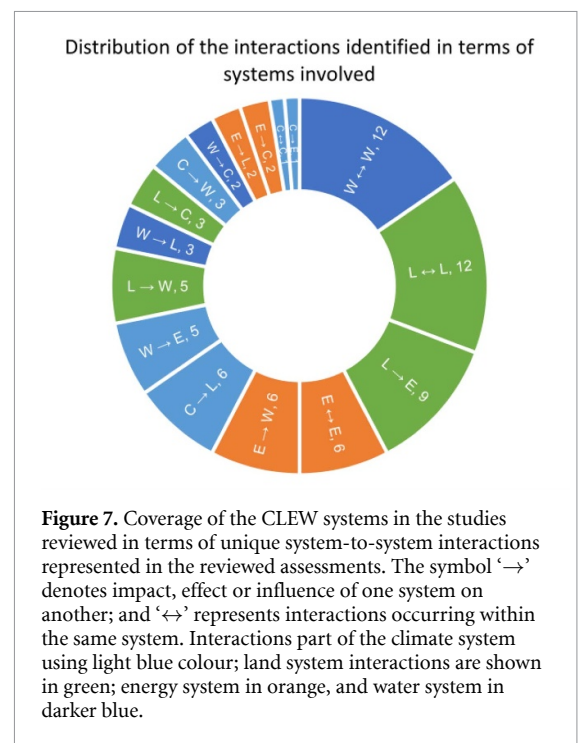 Distribution of the interactions identified in terms of
systems involved
W ↔ W, 12
L ↔ L, 12
L → E, 9
E ↔ E, 6
E → W, 6
C → L, 6
W → E, 5
L → W, 5
W → L, 3
L → C, 3
C → W, 3
W → C, 2
E → L, 2
E → C, 2
Figure 7. Coverage of the CLEW systems in the studies
reviewed in terms of unique system-to-system interactions
represented in the reviewed assessments. The symbol ‘→’
denotes impact, effect or influence of one system on
another; and ‘↔’ represents interactions occurring within
the same system. Interactions part of the climate system
using light blue colour; land system interactions are shown
in green; energy system in orange, and water system in
darker blue.